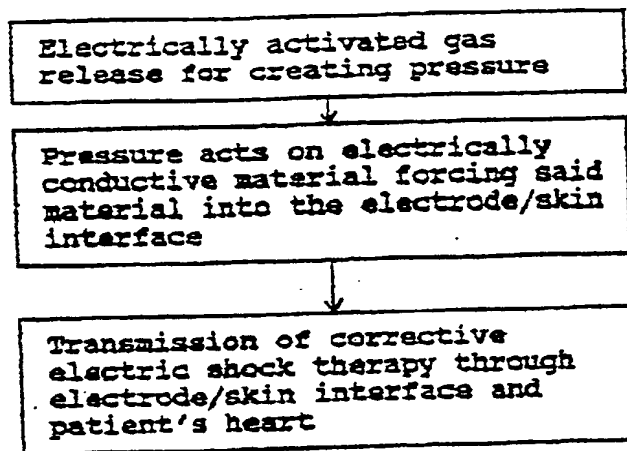 Electrically activated gas
release for creating pressure
Pressure acts on electrically
conductive material forcing said
material into the electrode/skin
interface
Transmission of corrective
electric shock therapy through
electrode/skin interface and
patient's heart